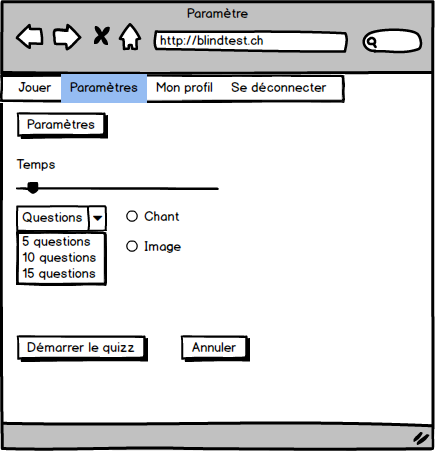 Paramètre
http://blindtest.ch
Jouer Paramètres Mon profil Se déconnecter
Paramètres
Temps
Questions Chant
5 questions Image
10 questions
15 questions
Démarrer le quizz Annuler